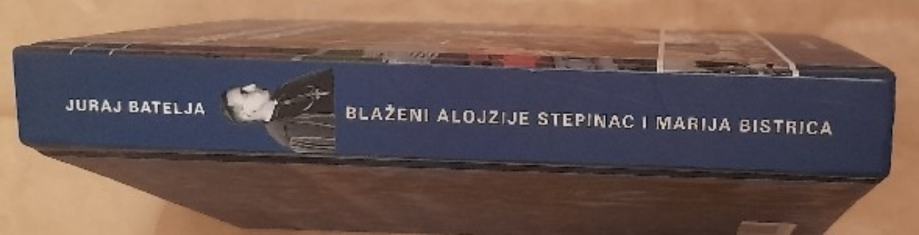 JURAJ BATELJA
BLAŽENI ALOJZIJE STEPINAC I MARIJA BISTRICA